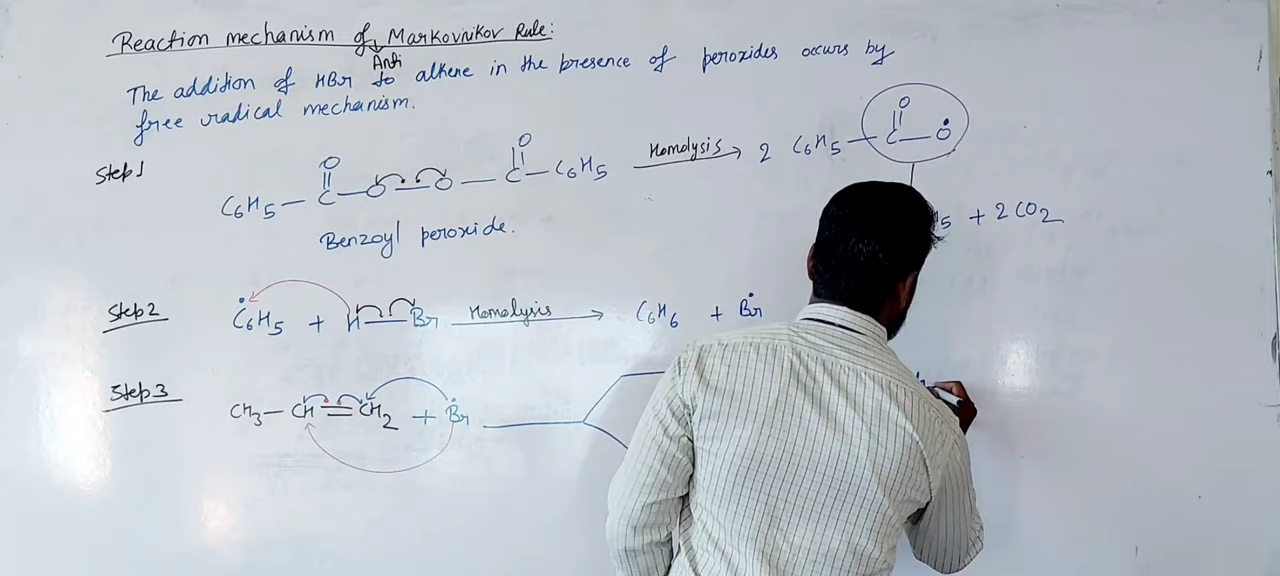 Reaction mechanism of Markovnikov Rule:
Anti
The addition of HBr to alkene in the presence of peroxides occurs by
free radical mechanism.
Step 1
C6H5 — C — O — O — C — C6H5 Homolysis 2 C6H5 — C — O
O O O
Benzoyl peroxide.
H5 + 2CO2
Step 2 C6H5 + H — Br Homolysis C6H6 + Br
Step 3 CH3 — CH = CH2 + Br